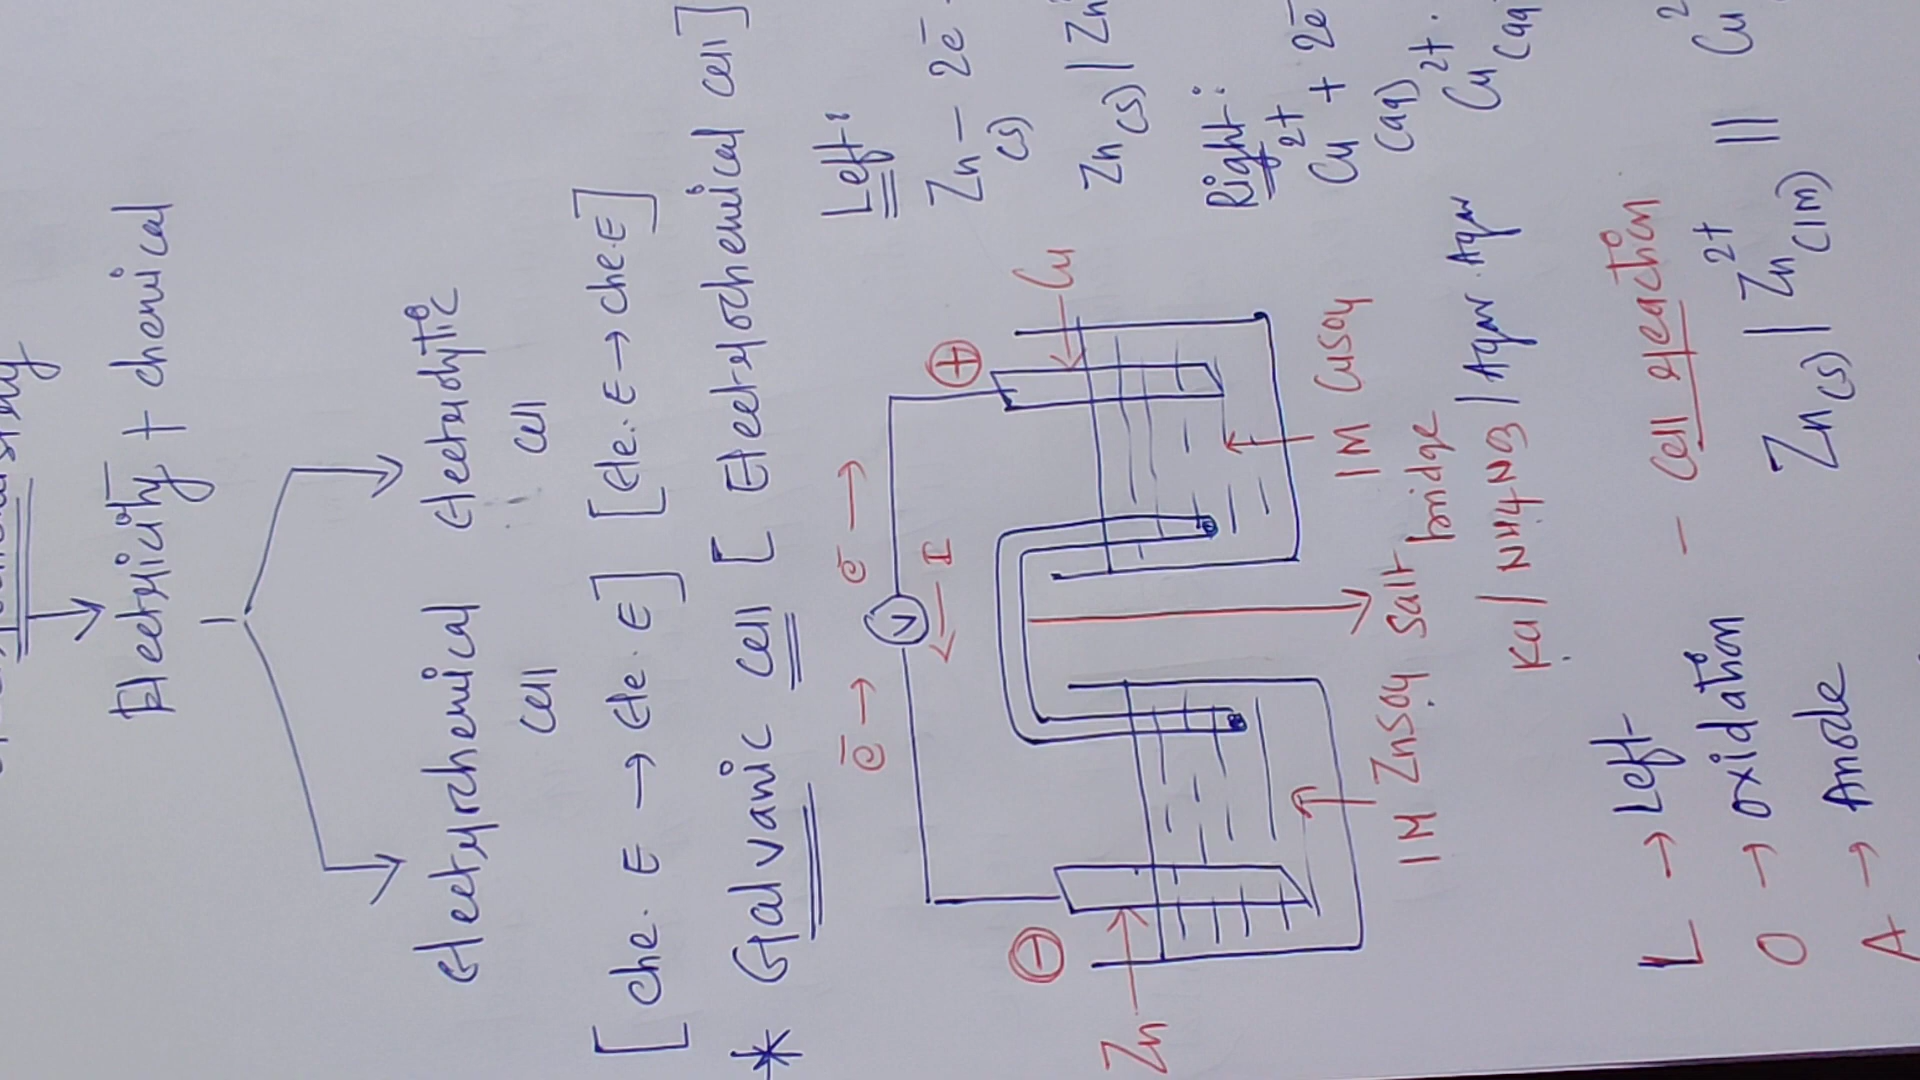 Electricity + chemical
electrochemical electrolytic
cell cell
[che. E → Ele. E] [Ele. E → che. E]
* Galvanic cell [Electrochemical cell]
e⁻ → e⁻ →
V
← I
⊖ ⊕
Zn Cu
1M ZnSO4 Salt bridge 1M CuSO4
KCl / NH4NO3 / Agar Agar
Left:
Zn(s) - 2e⁻
Zn(s) | Zn
Right:
Cu²⁺(aq) + 2e⁻
Cu²⁺(aq)
L → Left - Cell reaction
O → oxidation Zn(s) | Zn²⁺(1M) || Cu²
A → Anode